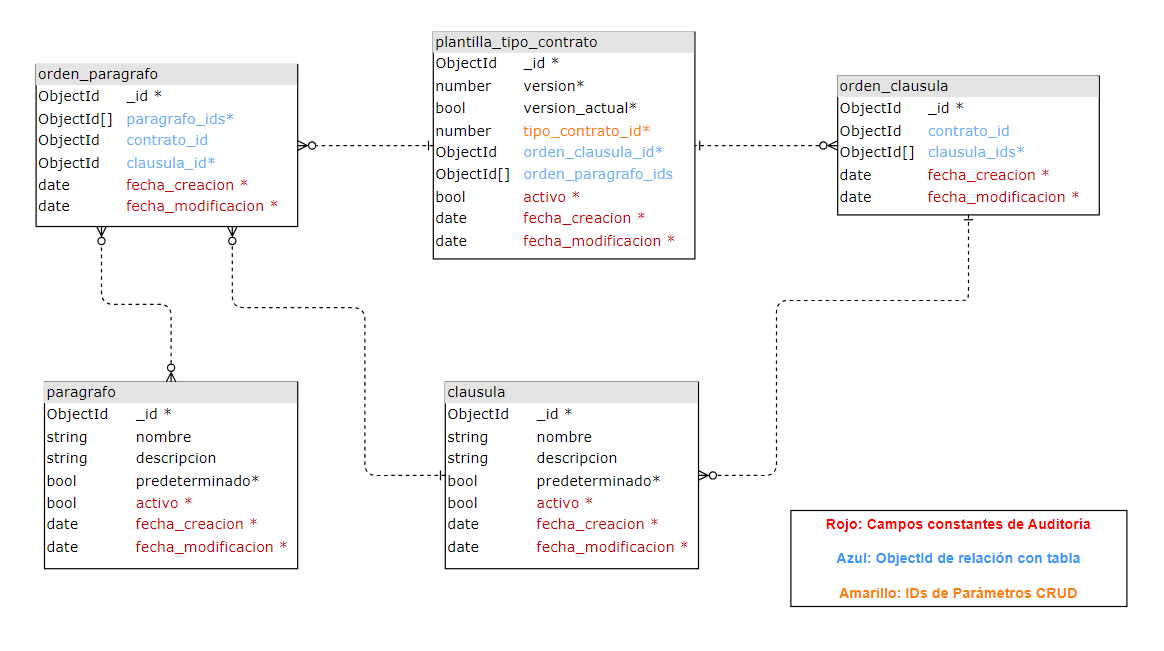 plantilla_tipo_contrato
ObjectId _id *
number version*
bool version_actual*
number tipo_contrato_id*
ObjectId orden_clausula_id*
ObjectId[] orden_paragrafo_ids
bool activo *
date fecha_creacion *
date fecha_modificacion *
orden_paragrafo
ObjectId _id *
ObjectId[] paragrafo_ids*
ObjectId contrato_id
ObjectId clausula_id*
date fecha_creacion *
date fecha_modificacion *
orden_clausula
ObjectId _id *
ObjectId contrato_id
ObjectId[] clausula_ids*
date fecha_creacion *
date fecha_modificacion *
paragrafo
ObjectId _id *
string nombre
string descripcion
bool predeterminado*
bool activo *
date fecha_creacion *
date fecha_modificacion *
clausula
ObjectId _id *
string nombre
string descripcion
bool predeterminado*
bool activo *
date fecha_creacion *
date fecha_modificacion *
Rojo: Campos constantes de Auditoría
Azul: ObjectId de relación con tabla
Amarillo: IDs de Parámetros CRUD